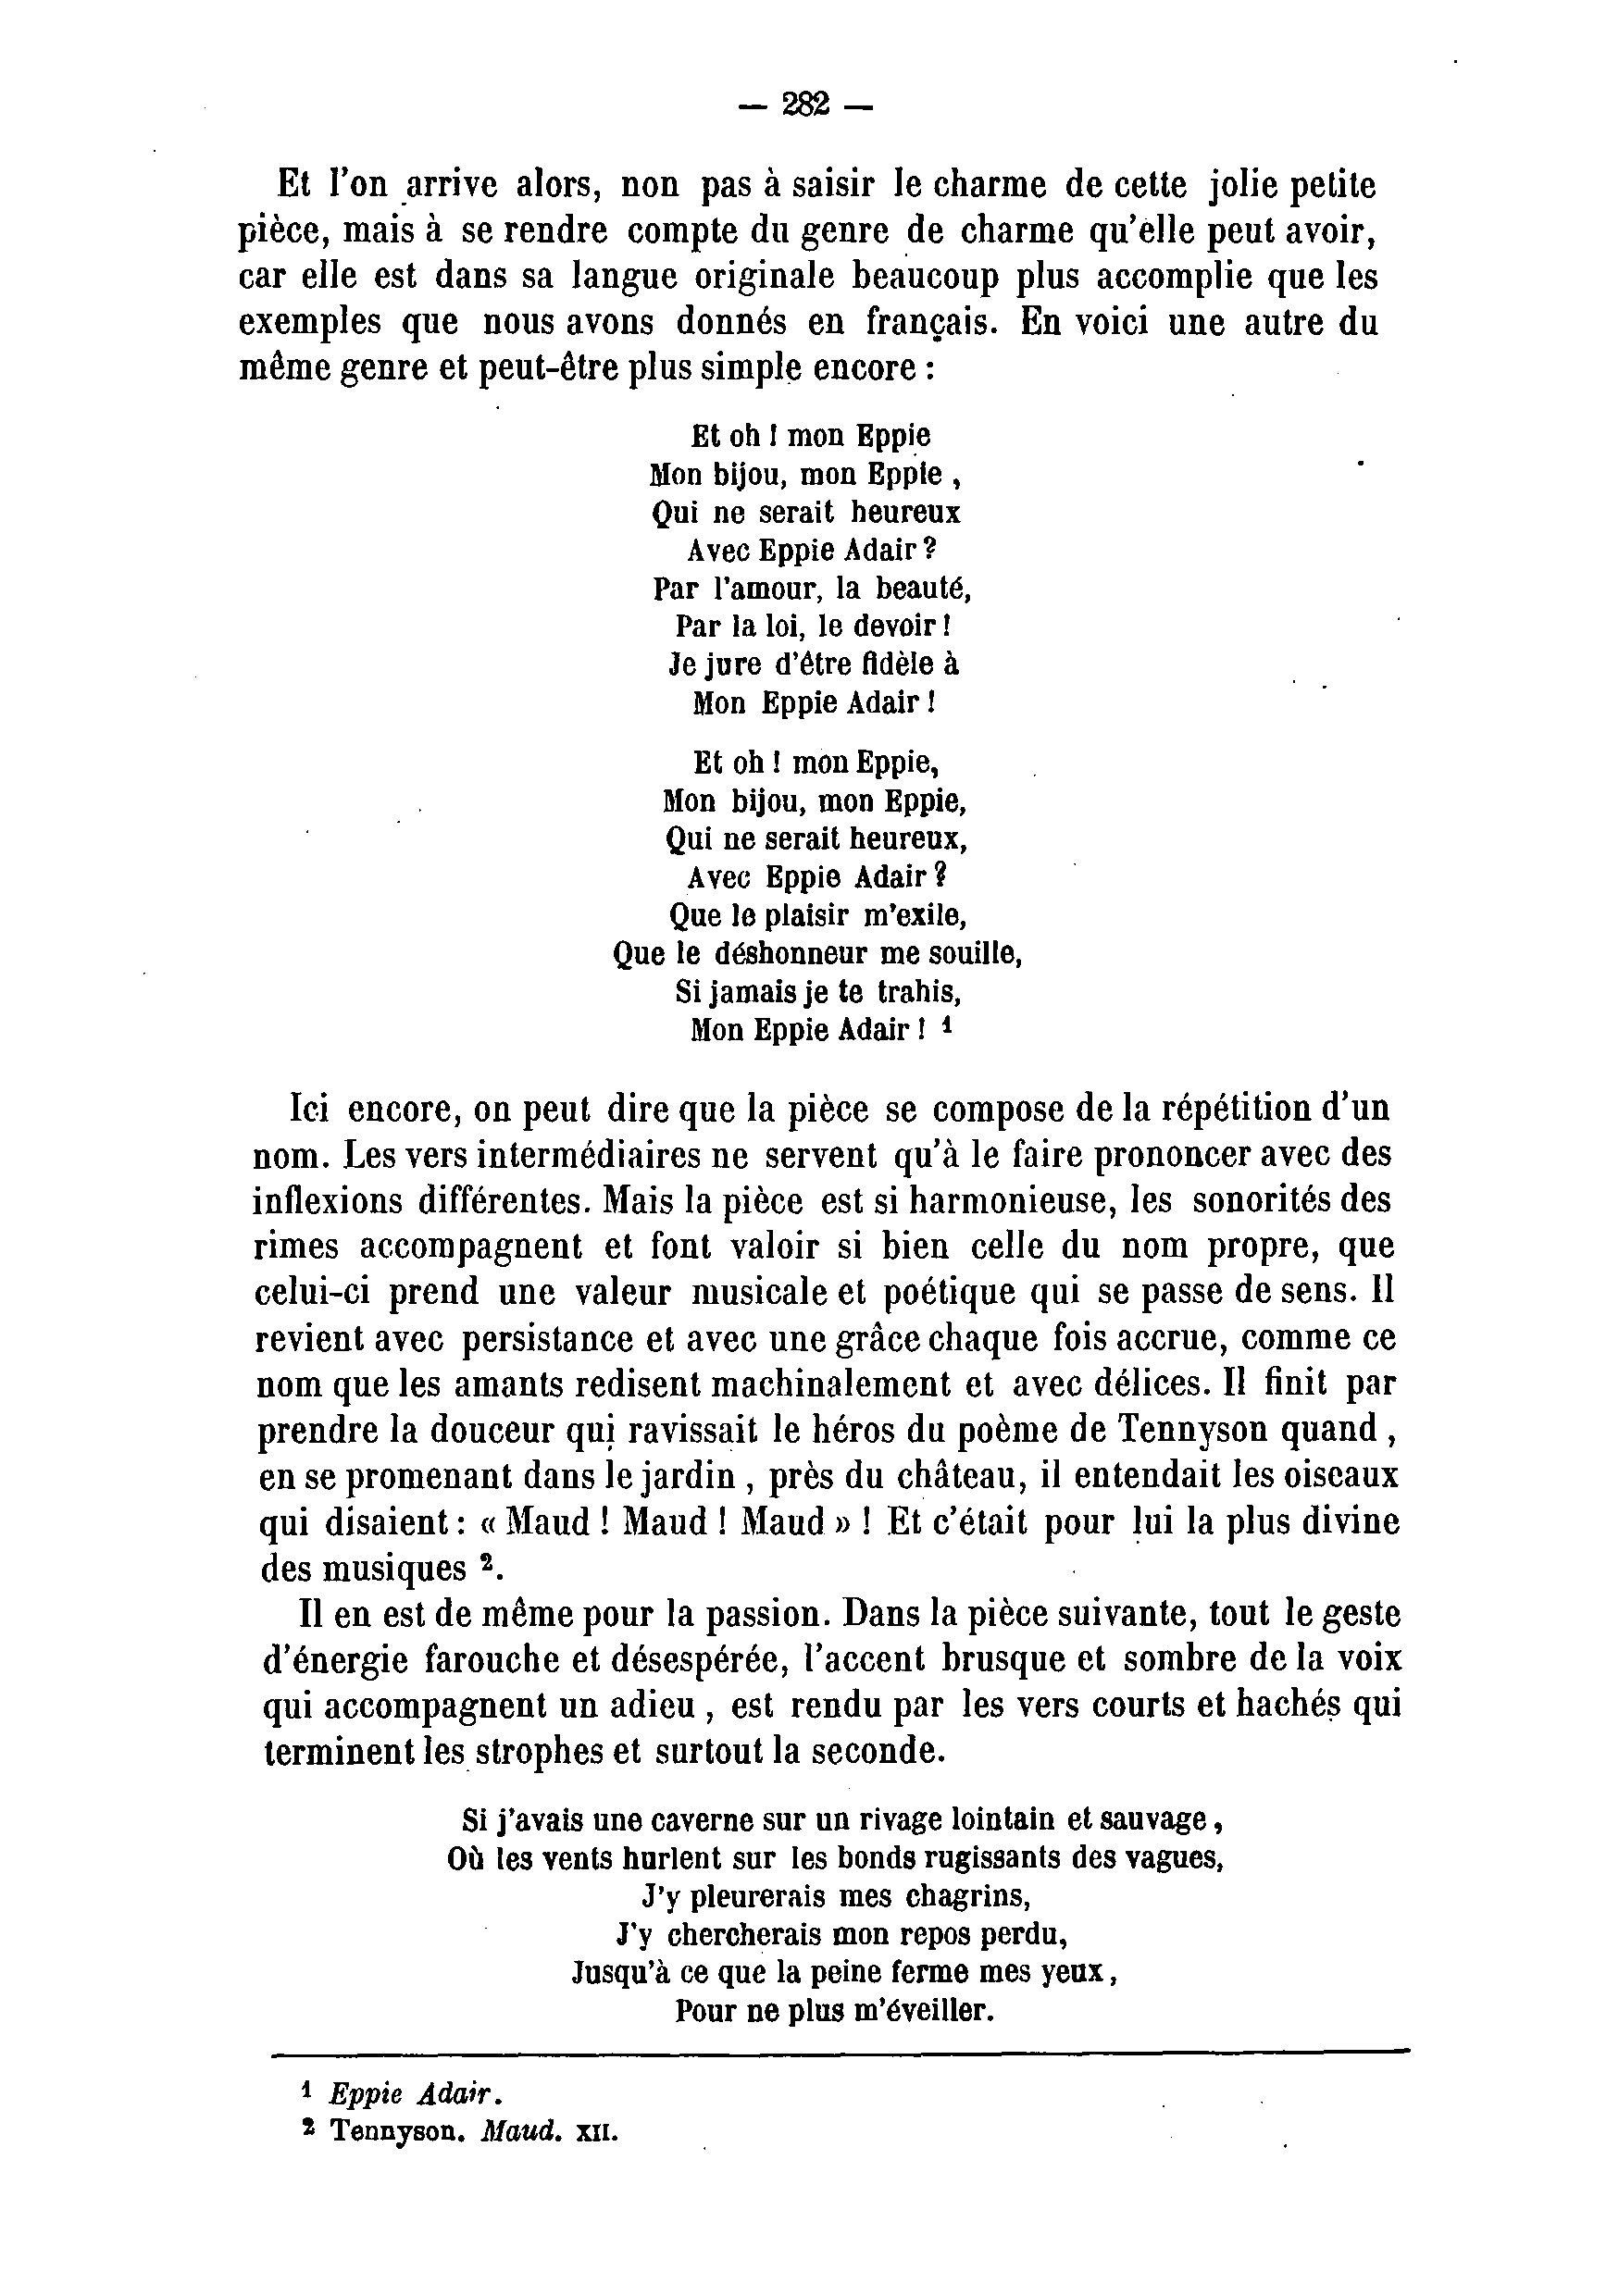 — 282 —
Et l'on arrive alors, non pas à saisir le charme de cette jolie petite
pièce, mais à se rendre compte du genre de charme qu'elle peut avoir,
car elle est dans sa langue originale beaucoup plus accomplie que les
exemples que nous avons donnés en français. En voici une autre du
même genre et peut-être plus simple encore :
Et oh ! mon Eppie
Mon bijou, mon Eppie ,
Qui ne serait heureux
Avec Eppie Adair ?
Par l'amour, la beauté,
Par la loi, le devoir !
Je jure d'être fidèle à
Mon Eppie Adair !
Et oh ! mon Eppie,
Mon bijou, mon Eppie,
Qui ne serait heureux,
Avec Eppie Adair ?
Que le plaisir m'exile,
Que le déshonneur me souille,
Si jamais je te trahis,
Mon Eppie Adair ! 1
Ici encore, on peut dire que la pièce se compose de la répétition d'un
nom. Les vers intermédiaires ne servent qu'à le faire prononcer avec des
inflexions différentes. Mais la pièce est si harmonieuse, les sonorités des
rimes accompagnent et font valoir si bien celle du nom propre, que
celui-ci prend une valeur musicale et poétique qui se passe de sens. Il
revient avec persistance et avec une grâce chaque fois accrue, comme ce
nom que les amants redisent machinalement et avec délices. Il finit par
prendre la douceur qui ravissait le héros du poème de Tennyson quand ,
en se promenant dans le jardin , près du château, il entendait les oiseaux
qui disaient : « Maud ! Maud ! Maud » ! Et c'était pour lui la plus divine
des musiques 2.
Il en est de même pour la passion. Dans la pièce suivante, tout le geste
d'énergie farouche et désespérée, l'accent brusque et sombre de la voix
qui accompagnent un adieu , est rendu par les vers courts et hachés qui
terminent les strophes et surtout la seconde.
Si j'avais une caverne sur un rivage lointain et sauvage ,
Où les vents hurlent sur les bonds rugissants des vagues,
J'y pleurerais mes chagrins,
J'y chercherais mon repos perdu,
Jusqu'à ce que la peine ferme mes yeux ,
Pour ne plus m'éveiller.
1 Eppie Adair.
2 Tennyson. Maud. XII.